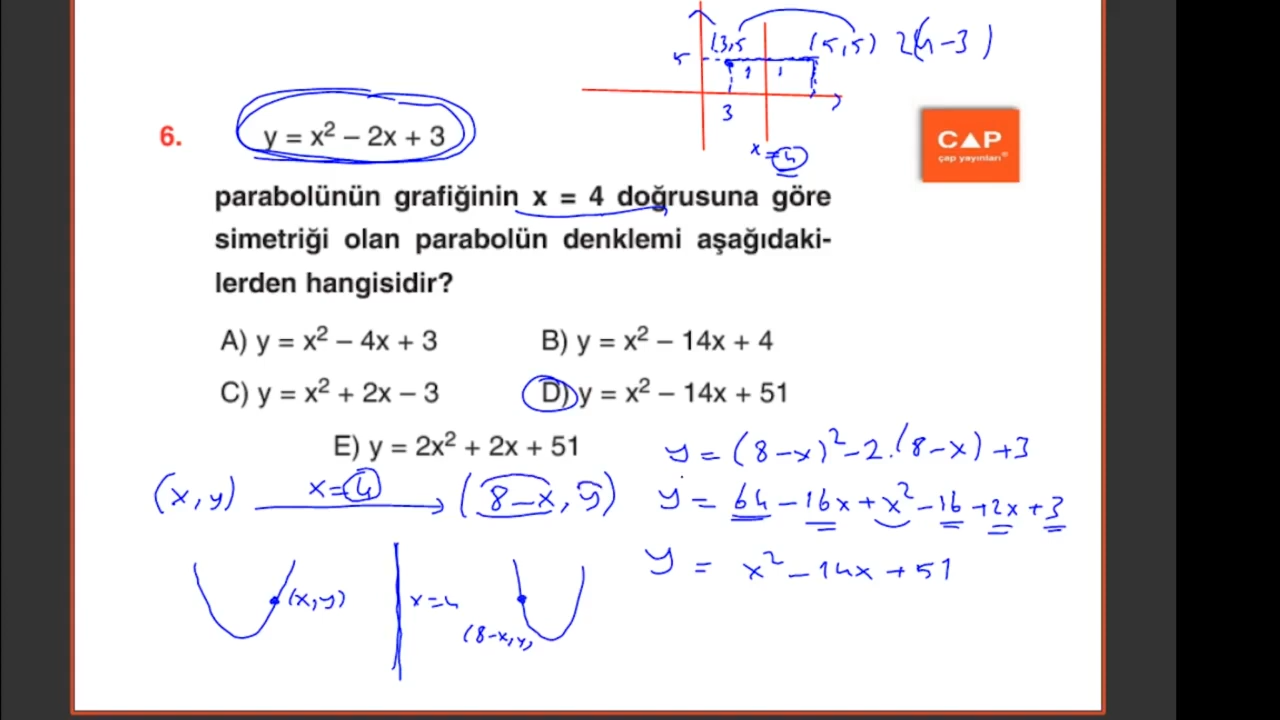 (3,5 (5,5) 2(4-3)
5 1 1
3
x = 4
6. y = x² – 2x + 3
ÇAP
çap yayınları®
parabolünün grafiğinin x = 4 doğrusuna göre
simetriği olan parabolün denklemi aşağıdaki-
lerden hangisidir?
A) y = x² – 4x + 3 B) y = x² – 14x + 4
C) y = x² + 2x – 3 D) y = x² – 14x + 51
E) y = 2x² + 2x + 51
y = (8-x)² - 2.(8-x) + 3
(x,y) x=4 (8-x, y) y = 64 - 16x + x² - 16 + 2x + 3
y = x² - 14x + 51
(x,y) x=4
(8-x,y)